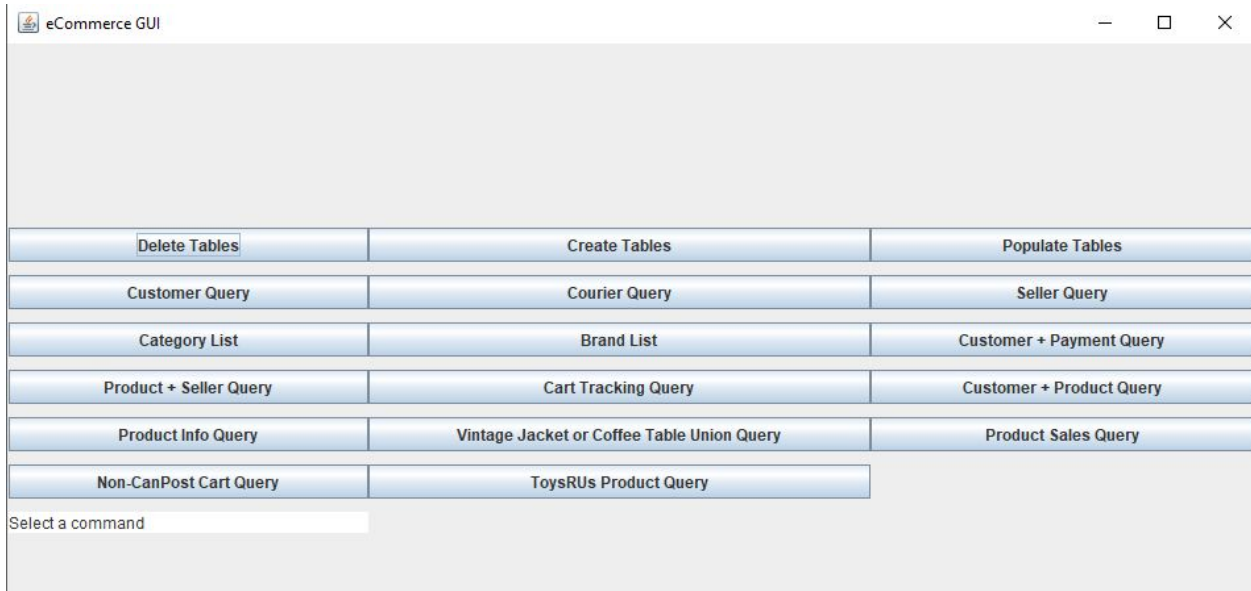 eCommerce GUI
Delete Tables Create Tables Populate Tables
Customer Query Courier Query Seller Query
Category List Brand List Customer + Payment Query
Product + Seller Query Cart Tracking Query Customer + Product Query
Product Info Query Vintage Jacket or Coffee Table Union Query Product Sales Query
Non-CanPost Cart Query ToysRUs Product Query
Select a command